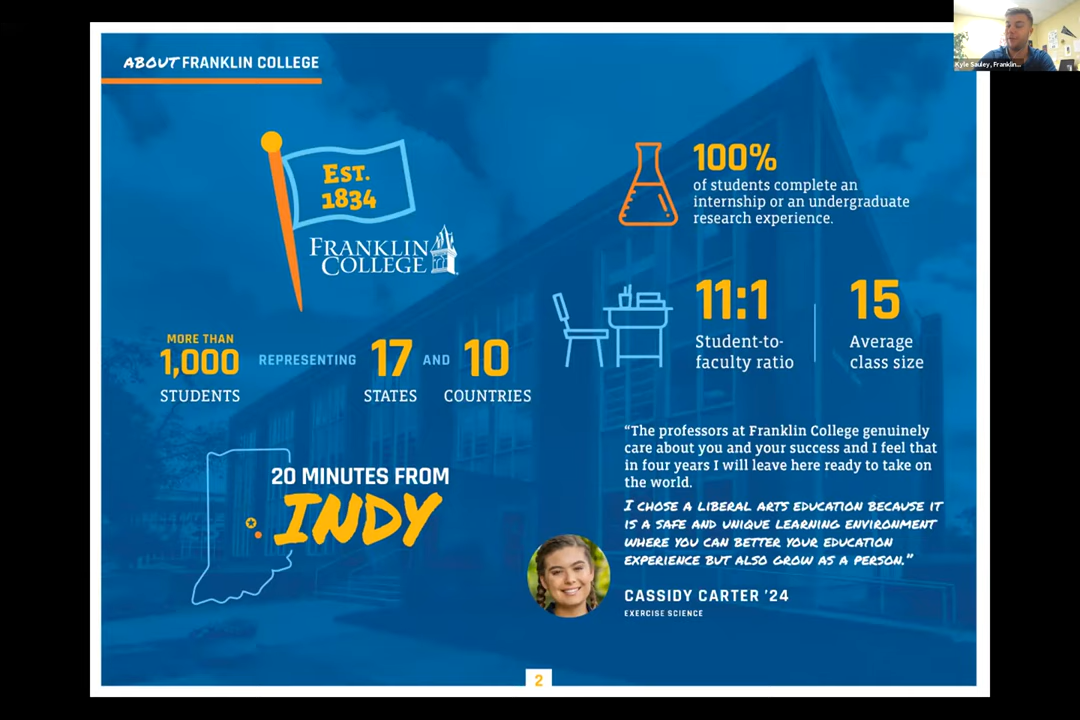 ABOUT FRANKLIN COLLEGE
EST.
1834
FRANKLIN
COLLEGE
MORE THAN
1,000
STUDENTS
REPRESENTING
17
STATES
AND
10
COUNTRIES
20 MINUTES FROM
INDY
100%
of students complete an
internship or an undergraduate
research experience.
11:1
Student-to-
faculty ratio
15
Average
class size
“The professors at Franklin College genuinely
care about you and your success and I feel that
in four years I will leave here ready to take on
the world.
I CHOSE A LIBERAL ARTS EDUCATION BECAUSE IT
IS A SAFE AND UNIQUE LEARNING ENVIRONMENT
WHERE YOU CAN BETTER YOUR EDUCATION
EXPERIENCE BUT ALSO GROW AS A PERSON.”
CASSIDY CARTER ’24
EXERCISE SCIENCE
2
Kyle Sauley, Franklin...